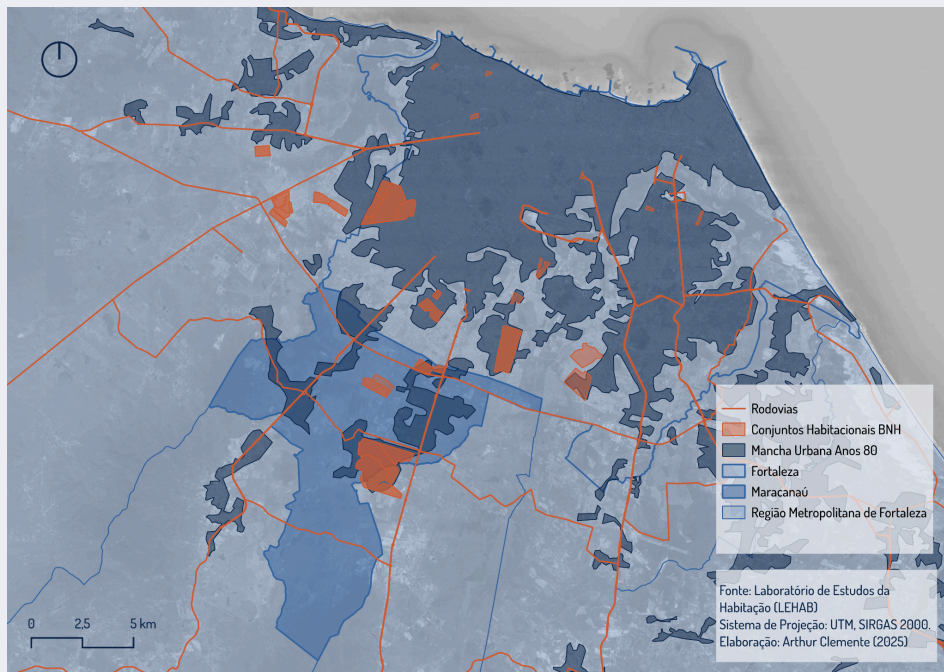 Rodovias
Conjuntos Habitacionais BNH
Mancha Urbana Anos 80
Fortaleza
Maracanaú
Região Metropolitana de Fortaleza
Fonte: Laboratório de Estudos da
Habitação (LEHAB)
Sistema de Projeção: UTM, SIRGAS 2000.
Elaboração: Arthur Clemente (2025)
0 2,5 5 km